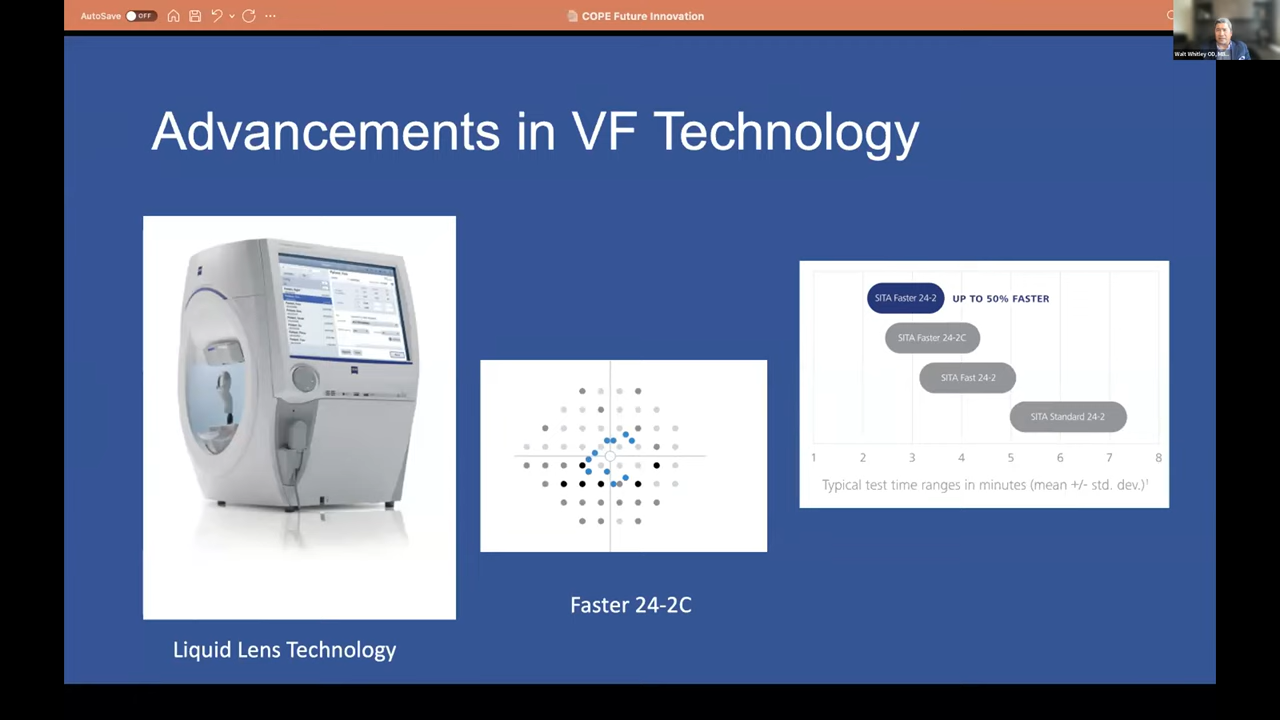 AutoSave OFF
COPE Future Innovation
Walt Whitley OD,
Advancements in VF Technology
SITA Faster 24-2 UP TO 50% FASTER
SITA Faster 24-2C
SITA Fast 24-2
SITA Standard 24-2
1 2 3 4 5 6 7 8
Typical test time ranges in minutes (mean +/- std. dev.)¹
Faster 24-2C
Liquid Lens Technology